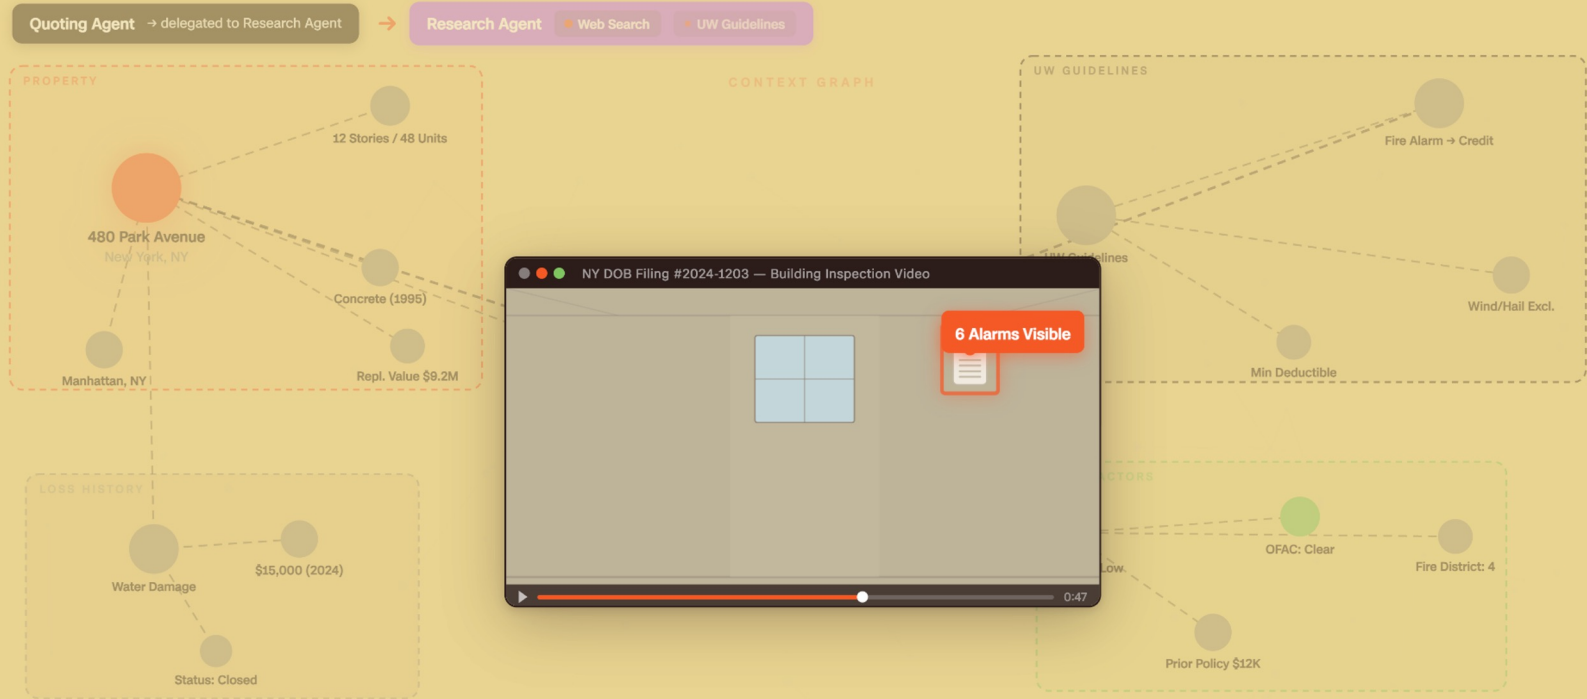 Quoting Agent → delegated to Research Agent → Research Agent Web Search UW Guidelines
PROPERTY
12 Stories / 48 Units
480 Park Avenue
New York, NY
Concrete (1995)
Manhattan, NY
Repl. Value $9.2M
CONTEXT GRAPH
UW GUIDELINES
Fire Alarm → Credit
UW Guidelines
Wind/Hail Excl.
Min Deductible
NY DOB Filing #2024-1203 — Building Inspection Video
6 Alarms Visible
0:47
LOSS HISTORY
Water Damage
$15,000 (2024)
Status: Closed
ACTORS
OFAC: Clear
Low
Fire District: 4
Prior Policy $12K